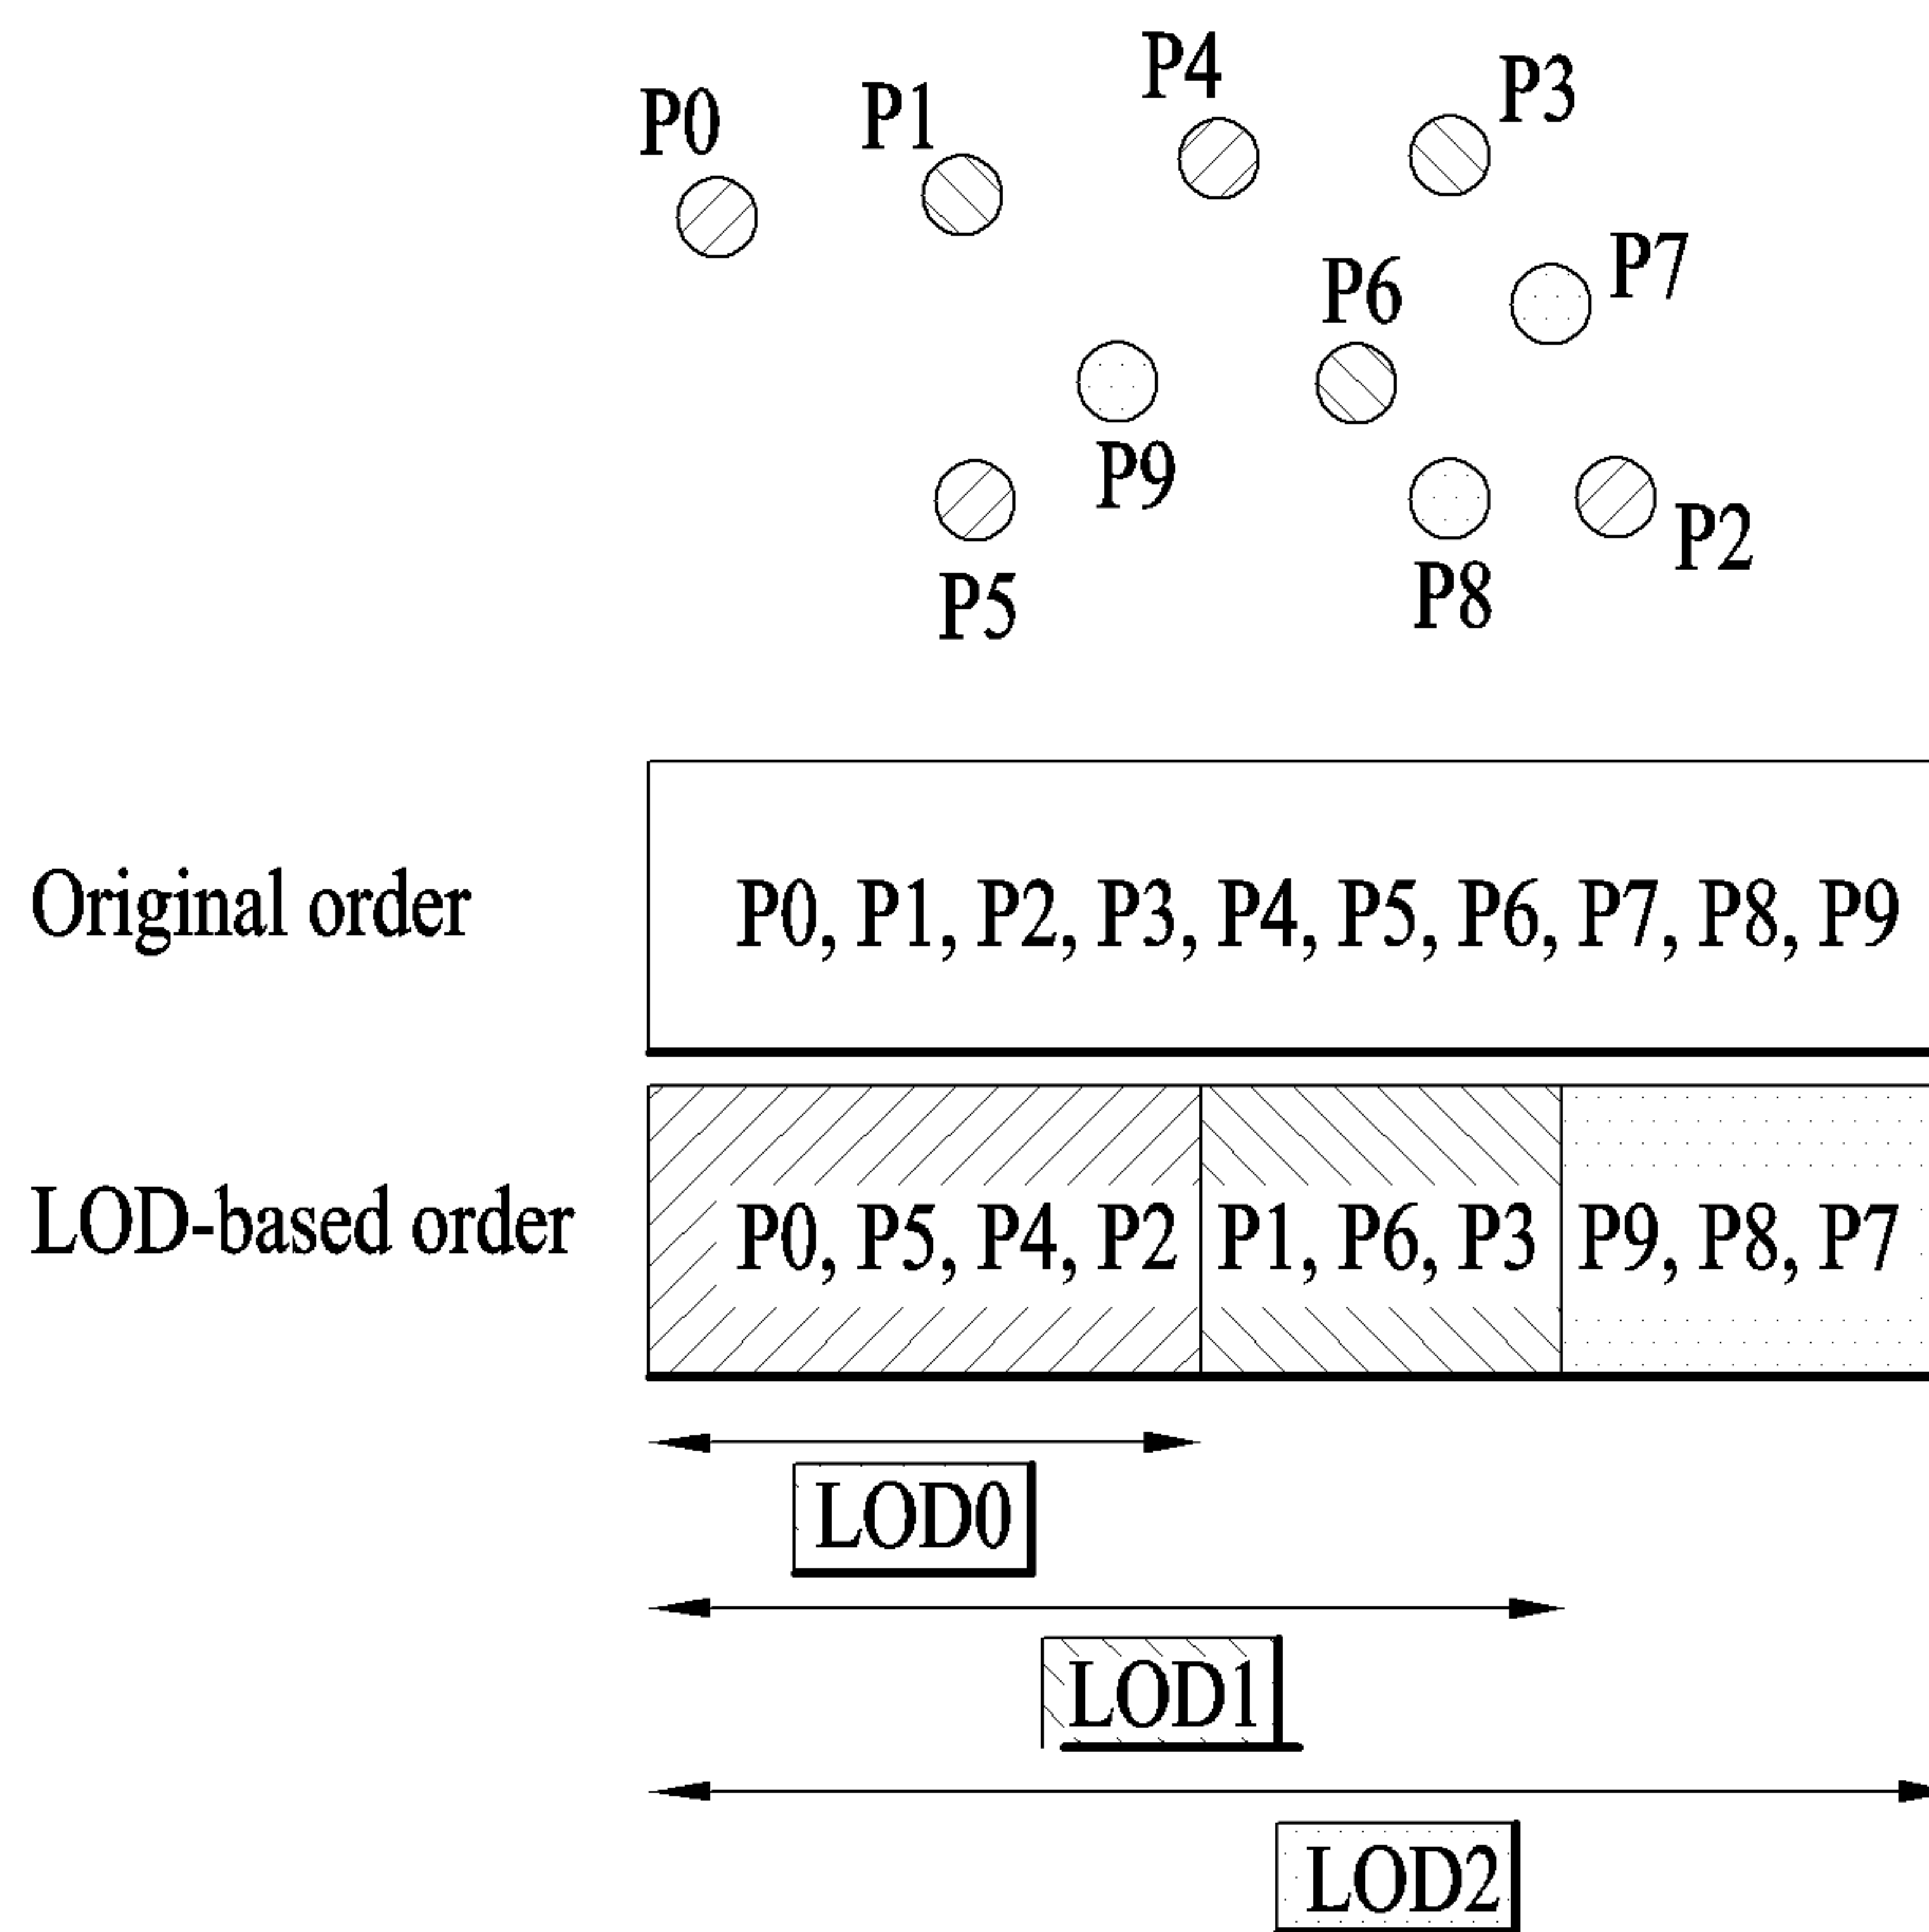 P4
P3
P0
P1
P7
P6
P9
P2
P5
P8
Original order
P0, P1, P2, P3, P4, P5, P6, P7, P8, P9
LOD-based order
P0, P5, P4, P2
P1, P6, P3
P9, P8, P7
LOD0
LOD1
LOD2